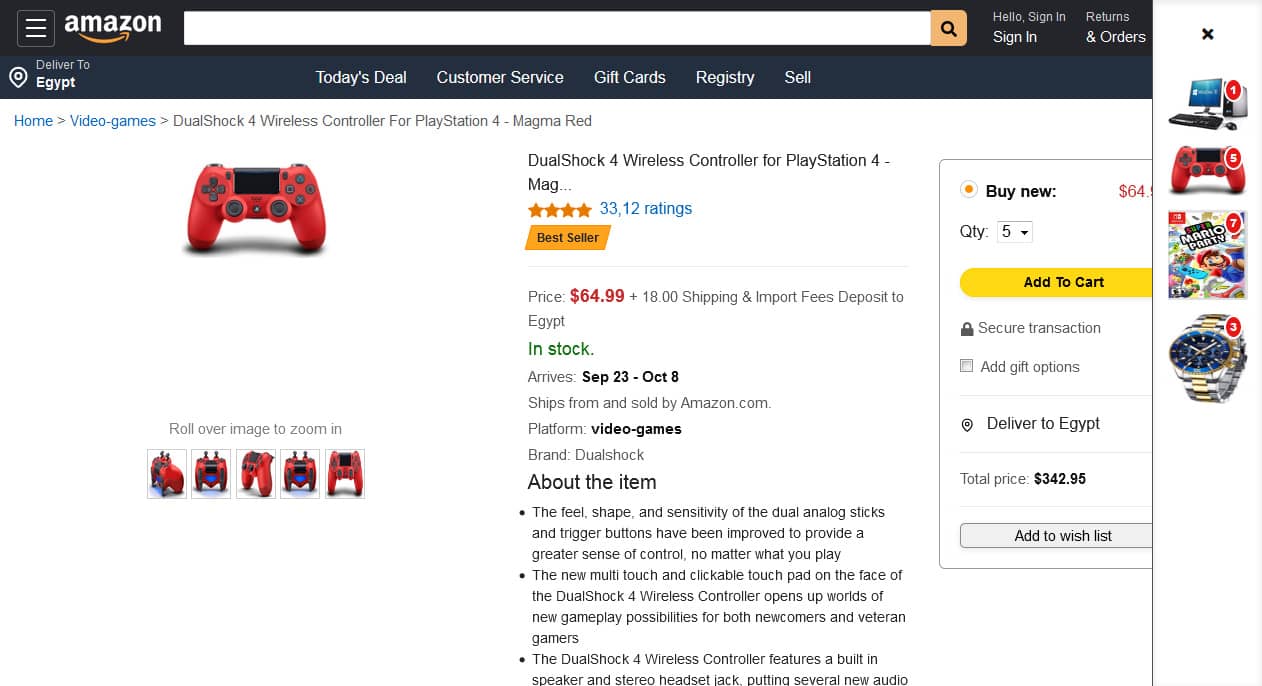 amazon
Hello, Sign In
Sign In
Returns
& Orders
Deliver To
Egypt
Today's Deal
Customer Service
Gift Cards
Registry
Sell
Home > Video-games > DualShock 4 Wireless Controller For PlayStation 4 - Magma Red
Roll over image to zoom in
DualShock 4 Wireless Controller for PlayStation 4 -
Mag...
33,12 ratings
Best Seller
Price: $64.99 + 18.00 Shipping & Import Fees Deposit to
Egypt
In stock.
Arrives: Sep 23 - Oct 8
Ships from and sold by Amazon.com.
Platform: video-games
Brand: Dualshock
About the item
• The feel, shape, and sensitivity of the dual analog sticks
and trigger buttons have been improved to provide a
greater sense of control, no matter what you play
• The new multi touch and clickable touch pad on the face of
the DualShock 4 Wireless Controller opens up worlds of
new gameplay possibilities for both newcomers and veteran
gamers
• The DualShock 4 Wireless Controller features a built in
speaker and stereo headset jack, putting several new audio
Buy new:
$64.9
Qty: 5
Add To Cart
Secure transaction
Add gift options
Deliver to Egypt
Total price: $342.95
Add to wish list
×
1
5
7
SUPER
MARIO
PARTY
3